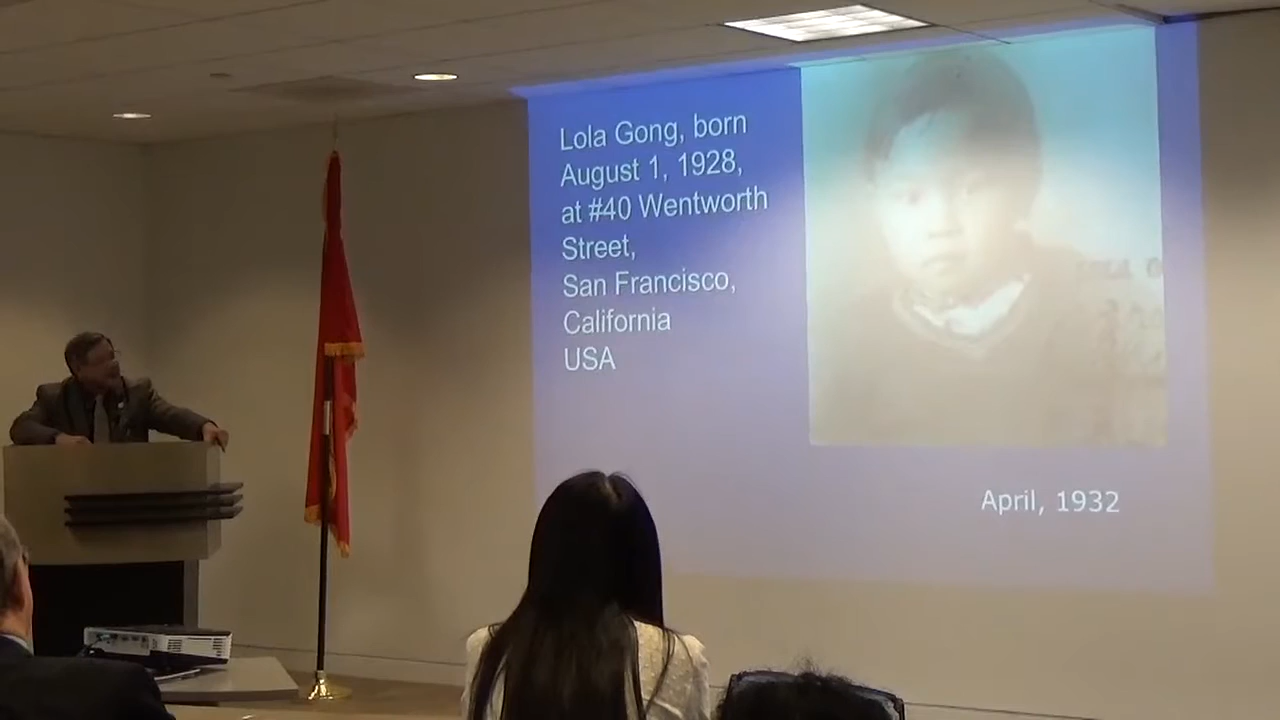 Lola Gong, born
August 1, 1928,
at #40 Wentworth
Street,
San Francisco,
California
USA
April, 1932